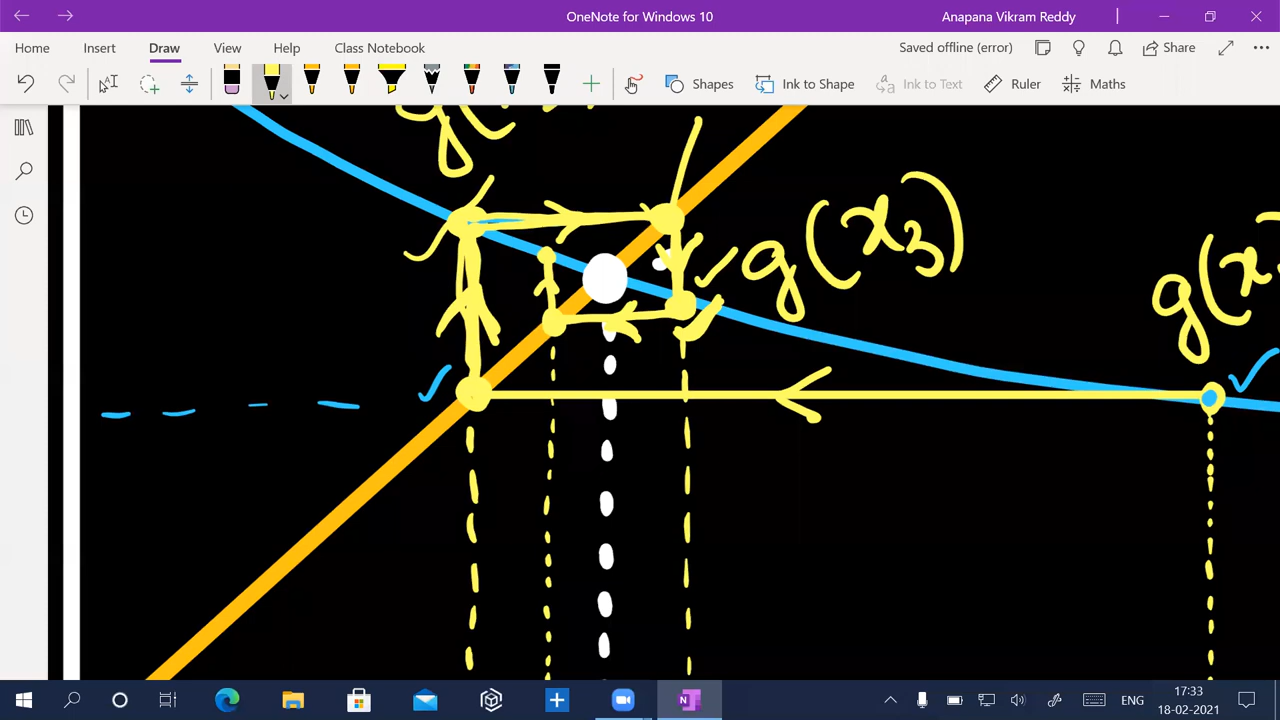 OneNote for Windows 10
Anapana Vikram Reddy
Home Insert Draw View Help Class Notebook
Saved offline (error)
Share
Shapes
Ink to Shape
Ink to Text
Ruler
Maths
g(x₃)
ENG
17:33
18-02-2021